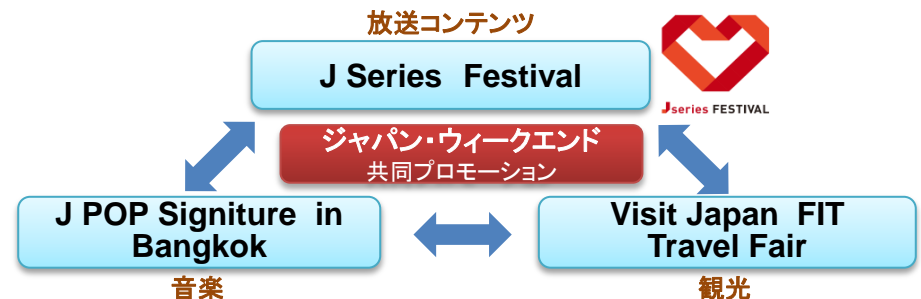 放送コンテンツ
J Series Festival
Jseries FESTIVAL
ジャパン・ウィークエンド
共同プロモーション
J POP Signiture in
Bangkok
Visit Japan FIT
Travel Fair
音楽
観光